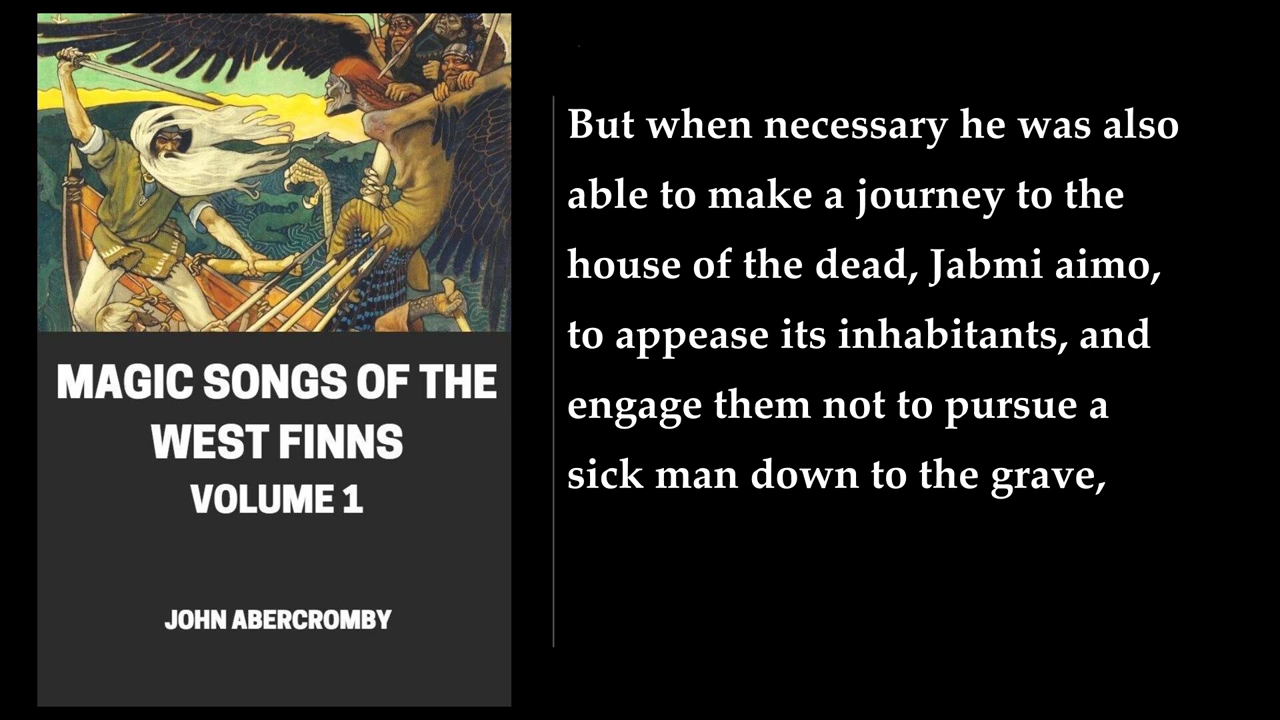 MAGIC SONGS OF THE
WEST FINNS
VOLUME 1
JOHN ABERCROMBY
But when necessary he was also
able to make a journey to the
house of the dead, Jabmi aimo,
to appease its inhabitants, and
engage them not to pursue a
sick man down to the grave,